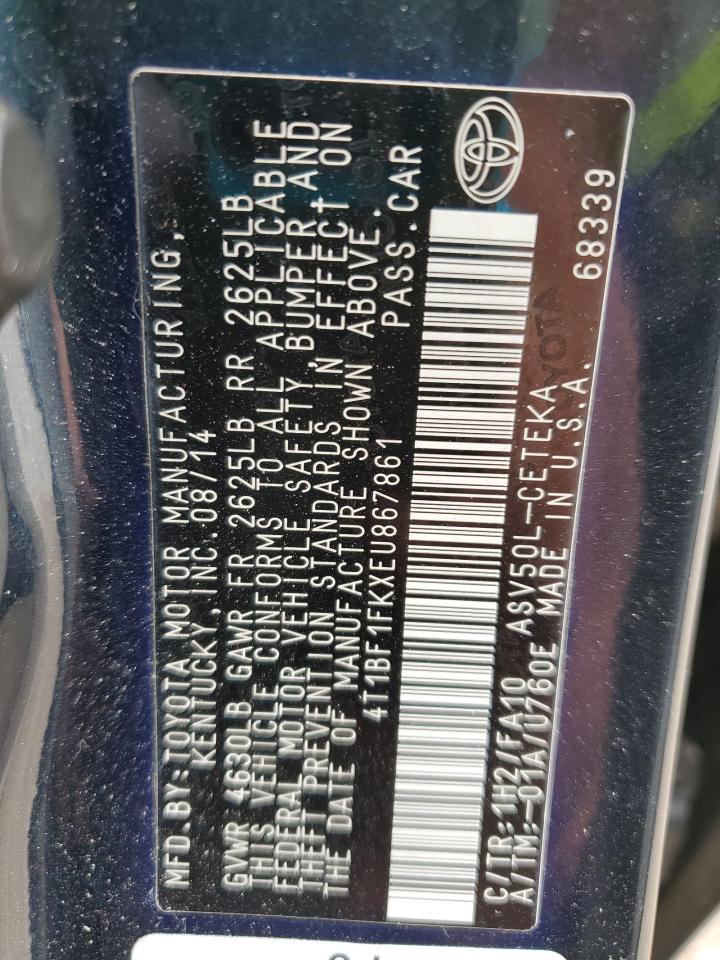 MFD.BY:TOYOTA MOTOR MANUFACTURING,
KENTUCKY, INC.08/14
GVWR 4630LB GAWR FR 2625LB RR 2625LB
THIS VEHICLE CONFORMS TO ALL APPLICABLE
FEDERAL MOTOR VEHICLE SAFETY, BUMPER, AND
THEFT PREVENTION STANDARDS IN EFFECT ON
THE DATE OF MANUFACTURE SHOWN ABOVE.
4T1BF1FKXEU867861 PASS.CAR
C/TR:1H2/FA10 ASV50L-CETEKA
A/TM:-01A/U760E MADE IN U.S.A.
68339
TOYOTA